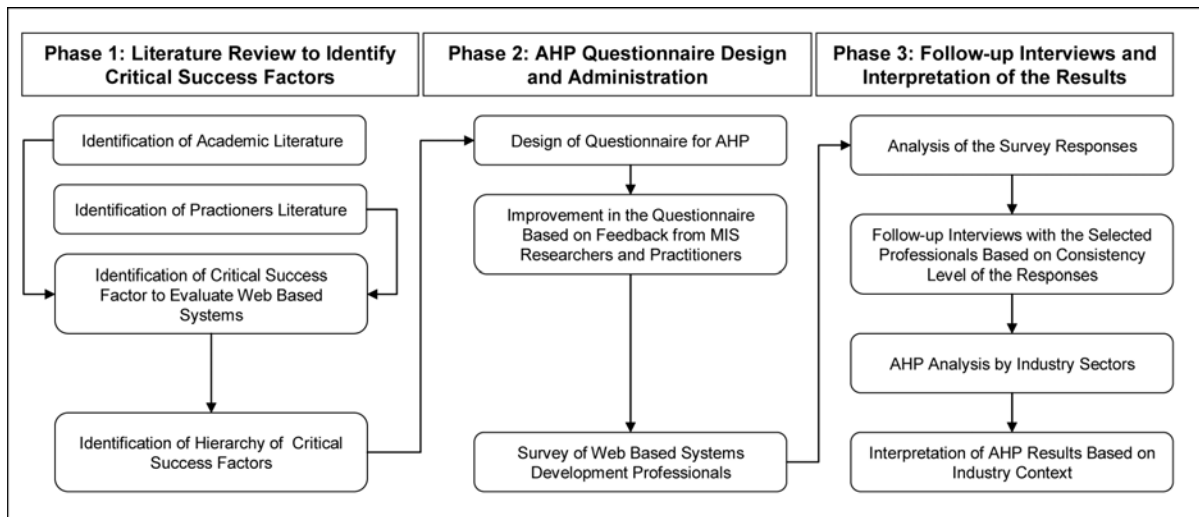 Phase 1: Literature Review to Identify
Critical Success Factors
Identification of Academic Literature
Identification of Practioners Literature
Identification of Critical Success
Factor to Evaluate Web Based
Systems
Identification of Hierarchy of Critical
Success Factors
Phase 2: AHP Questionnaire Design
and Administration
Design of Questionnaire for AHP
Improvement in the Questionnaire
Based on Feedback from MIS
Researchers and Practitioners
Survey of Web Based Systems
Development Professionals
Phase 3: Follow-up Interviews and
Interpretation of the Results
Analysis of the Survey Responses
Follow-up Interviews with the Selected
Professionals Based on Consistency
Level of the Responses
AHP Analysis by Industry Sectors
Interpretation of AHP Results Based on
Industry Context